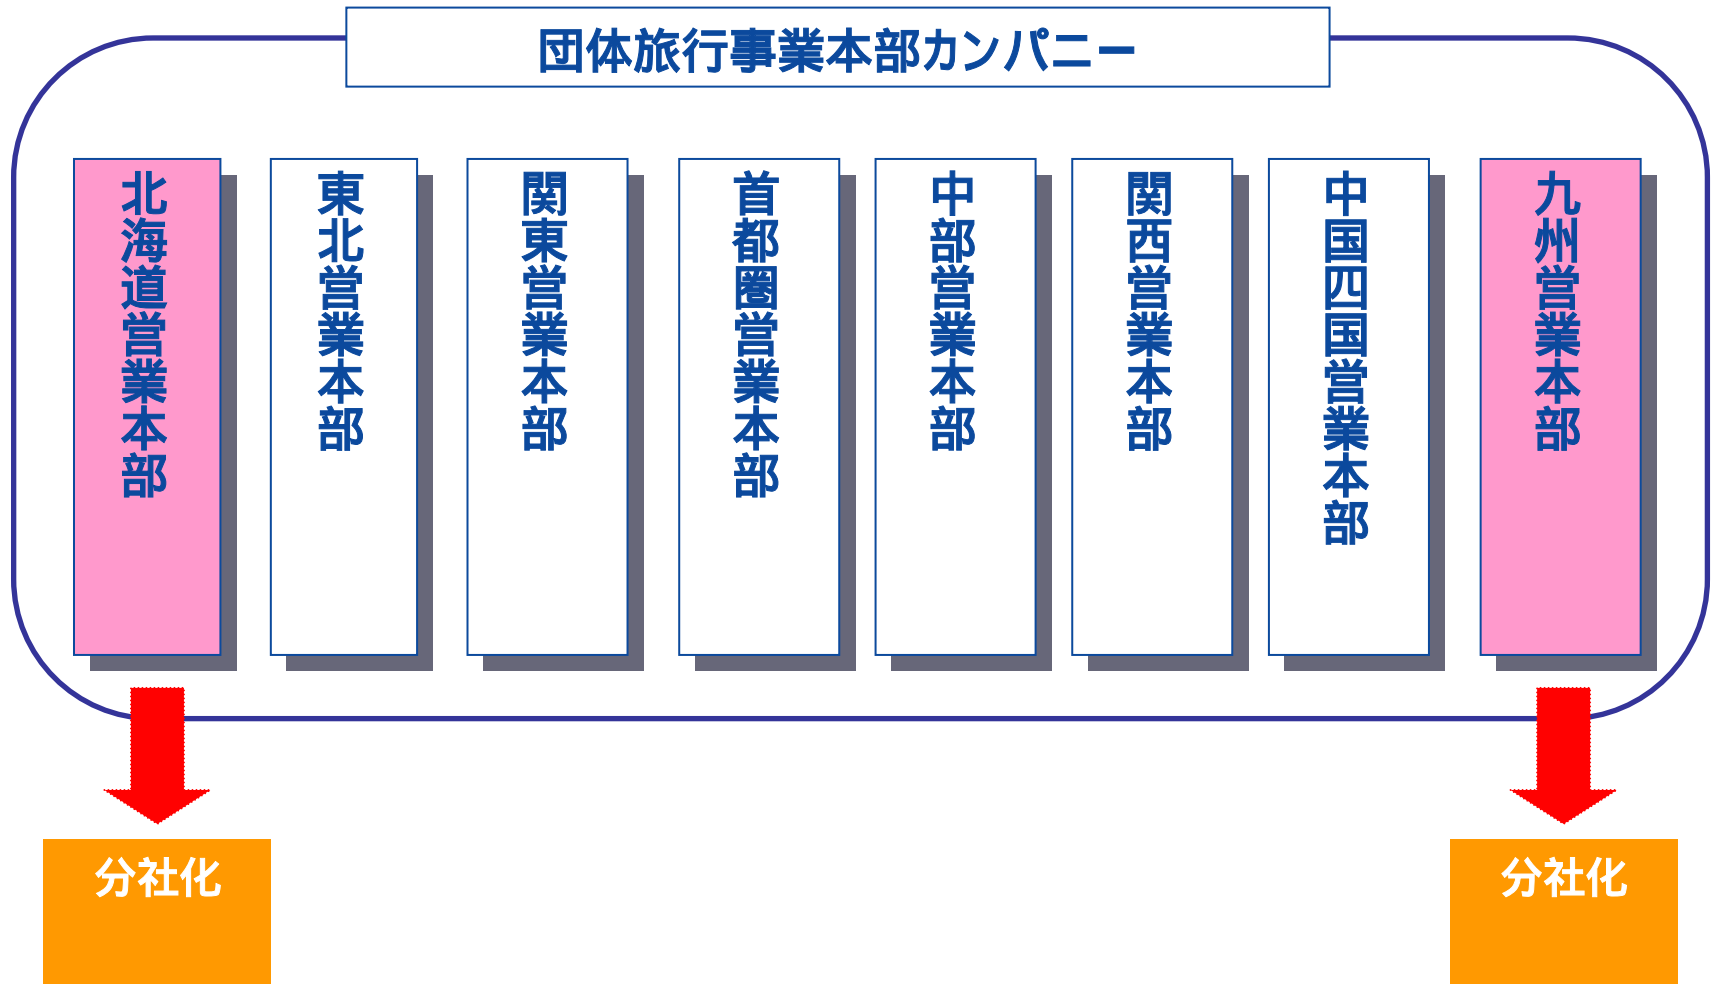 団体旅行事業本部カンパニー
北海道営業本部
東北営業本部
関東営業本部
首都圏営業本部
中部営業本部
関西営業本部
中国四国営業本部
九州営業本部
分社化
分社化